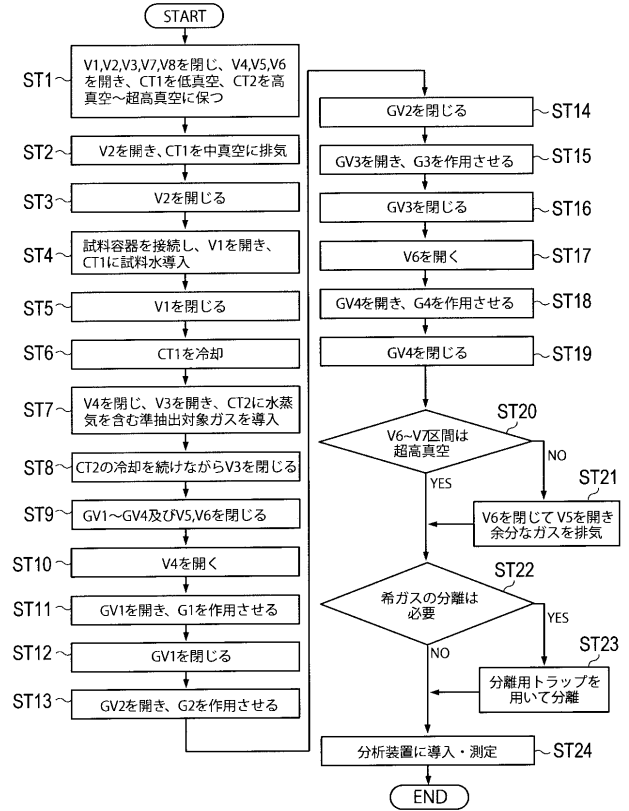 START
ST1
V1,V2,V3,V7,V8を閉じ、V4,V5,V6
を開き、CT1を低真空、CT2を高
真空～超高真空に保つ
ST2
V2を開き、CT1を中真空に排気
ST3
V2を閉じる
ST4
試料容器を接続し、V1を開き、
CT1に試料水導入
ST5
V1を閉じる
ST6
CT1を冷却
ST7
V4を閉じ、V3を開き、CT2に水蒸
気を含む準抽出対象ガスを導入
ST8
CT2の冷却を続けながらV3を閉じる
ST9
GV1～GV4及びV5,V6を閉じる
ST10
V4を開く
ST11
GV1を開き、G1を作用させる
ST12
GV1を閉じる
ST13
GV2を開き、G2を作用させる
GV2を閉じる
ST14
GV3を開き、G3を作用させる
ST15
GV3を閉じる
ST16
V6を開く
ST17
GV4を開き、G4を作用させる
ST18
GV4を閉じる
ST19
ST20
V6~V7区間は
超高真空
NO
YES
ST21
V6を閉じてV5を開き
余分なガスを排気
ST22
希ガスの分離は
必要
YES
NO
ST23
分離用トラップを
用いて分離
分析装置に導入・測定
ST24
END